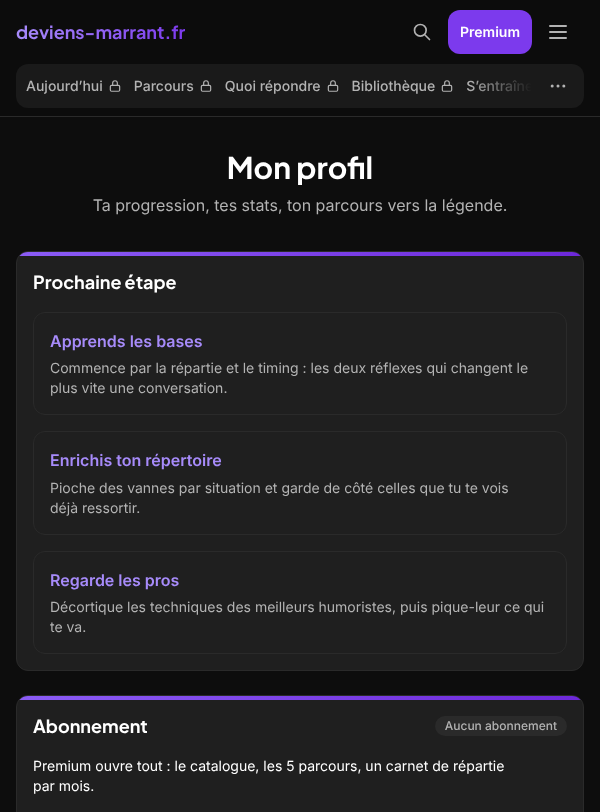 deviens-marrant.fr
Premium
Aujourd'hui Parcours Quoi répondre Bibliothèque S'entraîn
Mon profil
Ta progression, tes stats, ton parcours vers la légende.
Prochaine étape
Apprends les bases
Commence par la répartie et le timing : les deux réflexes qui changent le
plus vite une conversation.
Enrichis ton répertoire
Pioche des vannes par situation et garde de côté celles que tu te vois
déjà ressortir.
Regarde les pros
Décortique les techniques des meilleurs humoristes, puis pique-leur ce qui
te va.
Abonnement
Aucun abonnement
Premium ouvre tout : le catalogue, les 5 parcours, un carnet de répartie
par mois.